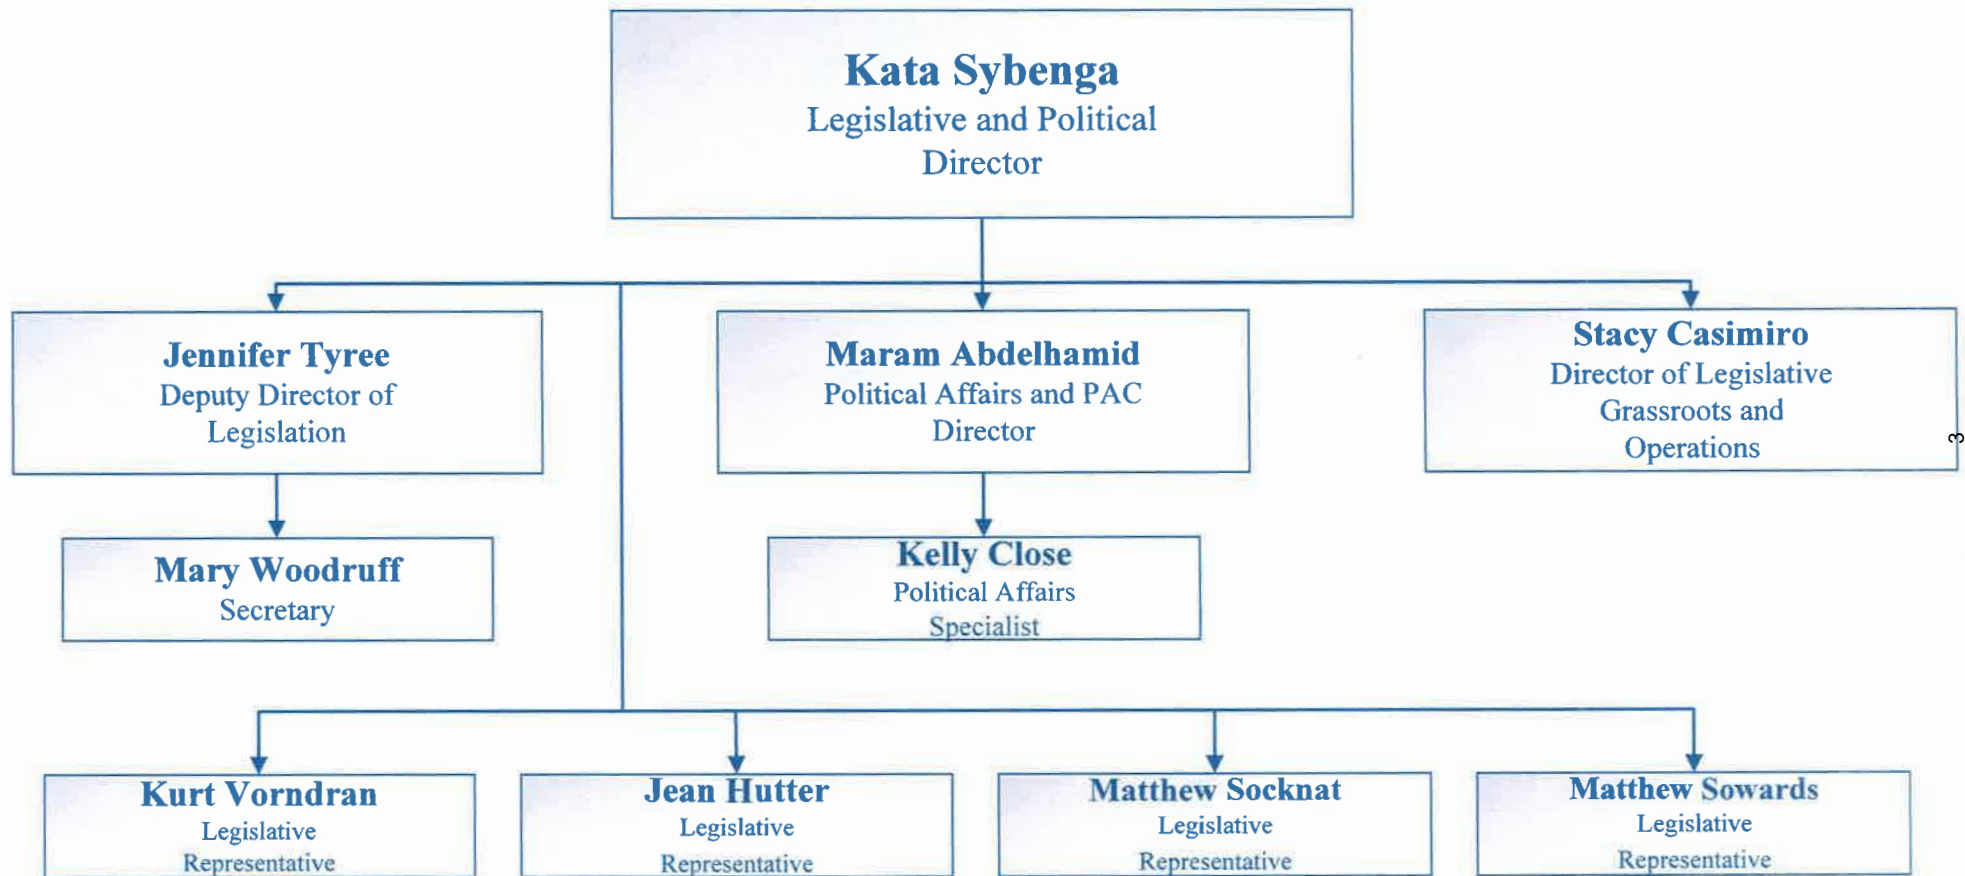 Kata Sybenga
Legislative and Political
Director
Jennifer Tyree
Deputy Director of
Legislation
Maram Abdelhamid
Political Affairs and PAC
Director
Stacy Casimiro
Director of Legislative
Grassroots and
Operations
3
Mary Woodruff
Secretary
Kelly Close
Political Affairs
Specialist
Kurt Vorndran
Legislative
Representative
Jean Hutter
Legislative
Representative
Matthew Socknat
Legislative
Representative
Matthew Sowards
Legislative
Representative